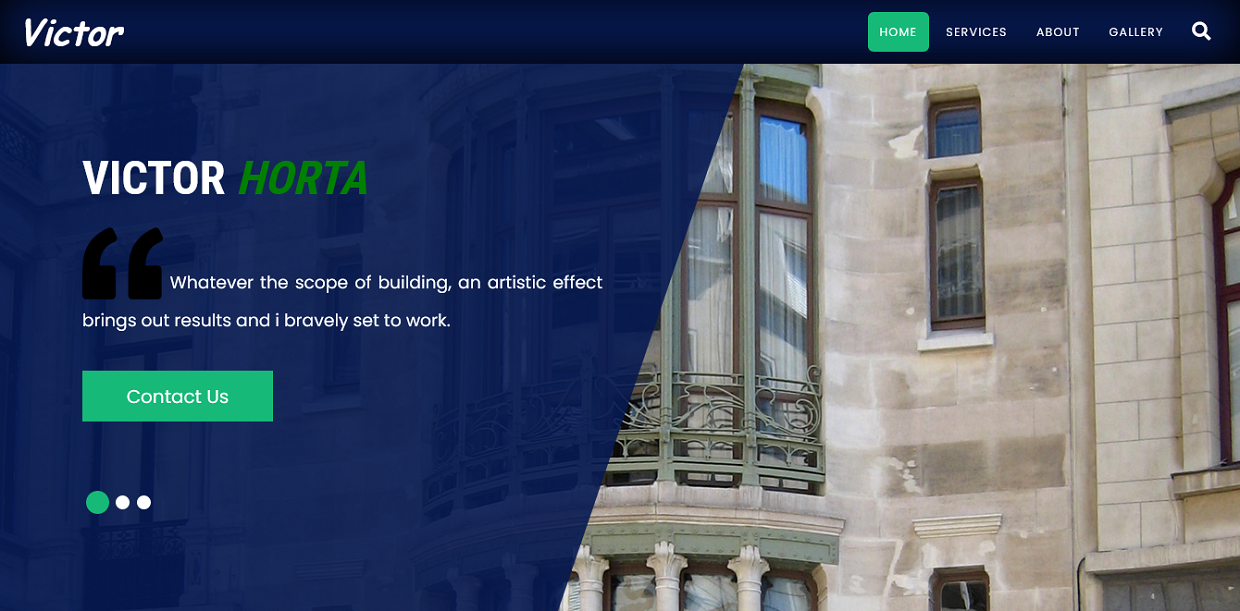 Victor
HOME SERVICES ABOUT GALLERY
VICTOR HORTA
“ Whatever the scope of building, an artistic effect
brings out results and i bravely set to work.
Contact Us